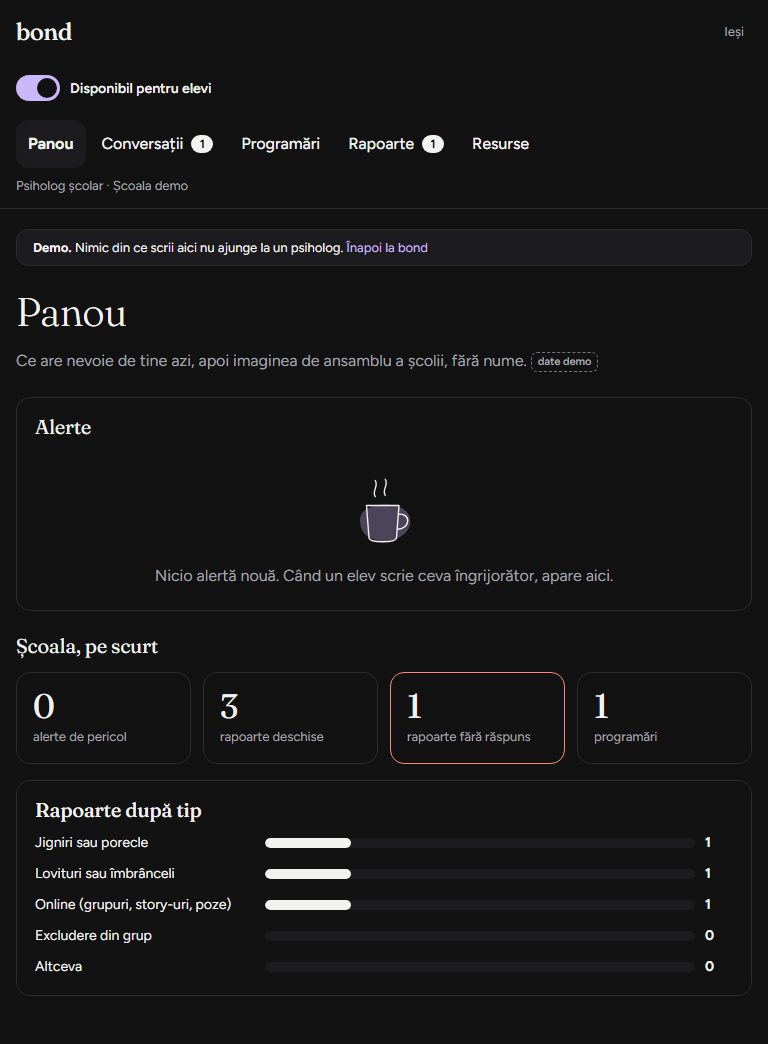 bond
Ieși
Disponibil pentru elevi
Panou
Conversații 1
Programări
Rapoarte 1
Resurse
Psiholog școlar · Școala demo
Demo. Nimic din ce scrii aici nu ajunge la un psiholog. Înapoi la bond
Panou
Ce are nevoie de tine azi, apoi imaginea de ansamblu a școlii, fără nume. date demo
Alerte
Nicio alertă nouă. Când un elev scrie ceva îngrijorător, apare aici.
Școala, pe scurt
0
alerte de pericol
3
rapoarte deschise
1
rapoarte fără răspuns
1
programări
Rapoarte după tip
Jigniri sau porecle 1
Lovituri sau îmbrânceli 1
Online (grupuri, story-uri, poze) 1
Excludere din grup 0
Altceva 0